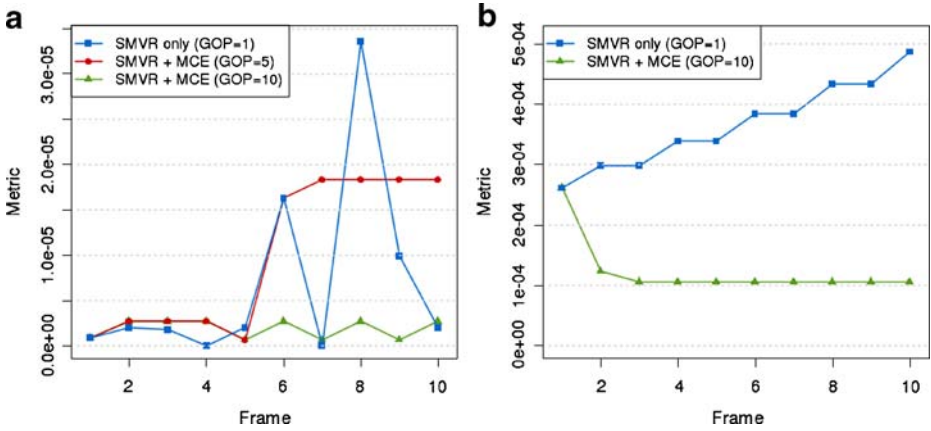 a
SMVR only (GOP=1)
SMVR + MCE (GOP=5)
SMVR + MCE (GOP=10)
Metric
3.0e-05
2.0e-05
1.0e-05
0.0e+00
2 4 6 8 10
Frame
b
SMVR only (GOP=1)
SMVR + MCE (GOP=10)
Metric
5e-04
4e-04
3e-04
2e-04
1e-04
0e+00
2 4 6 8 10
Frame